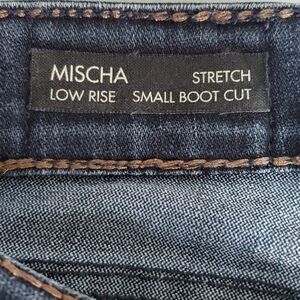 MISCHA STRETCH
LOW RISE SMALL BOOT CUT